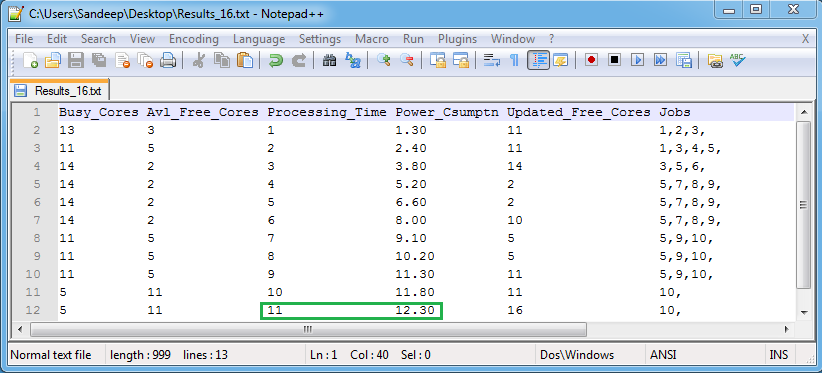 C:\Users\Sandeep\Desktop\Results_16.txt - Notepad++
File Edit Search View Encoding Language Settings Macro Run Plugins Window ? X
Results_16.txt
1 Busy_Cores Avl_Free_Cores Processing_Time Power_Csumptn Updated_Free_Cores Jobs
2 13 3 1 1.30 11 1,2,3,
3 11 5 2 2.40 11 1,3,4,5,
4 14 2 3 3.80 14 3,5,6,
5 14 2 4 5.20 2 5,7,8,9,
6 14 2 5 6.60 2 5,7,8,9,
7 14 2 6 8.00 10 5,7,8,9,
8 11 5 7 9.10 5 5,9,10,
9 11 5 8 10.20 5 5,9,10,
10 11 5 9 11.30 11 5,9,10,
11 5 11 10 11.80 11 10,
12 5 11 11 12.30 16 10,
Normal text file length : 999 lines : 13 Ln : 1 Col : 40 Sel : 0 Dos\Windows ANSI INS